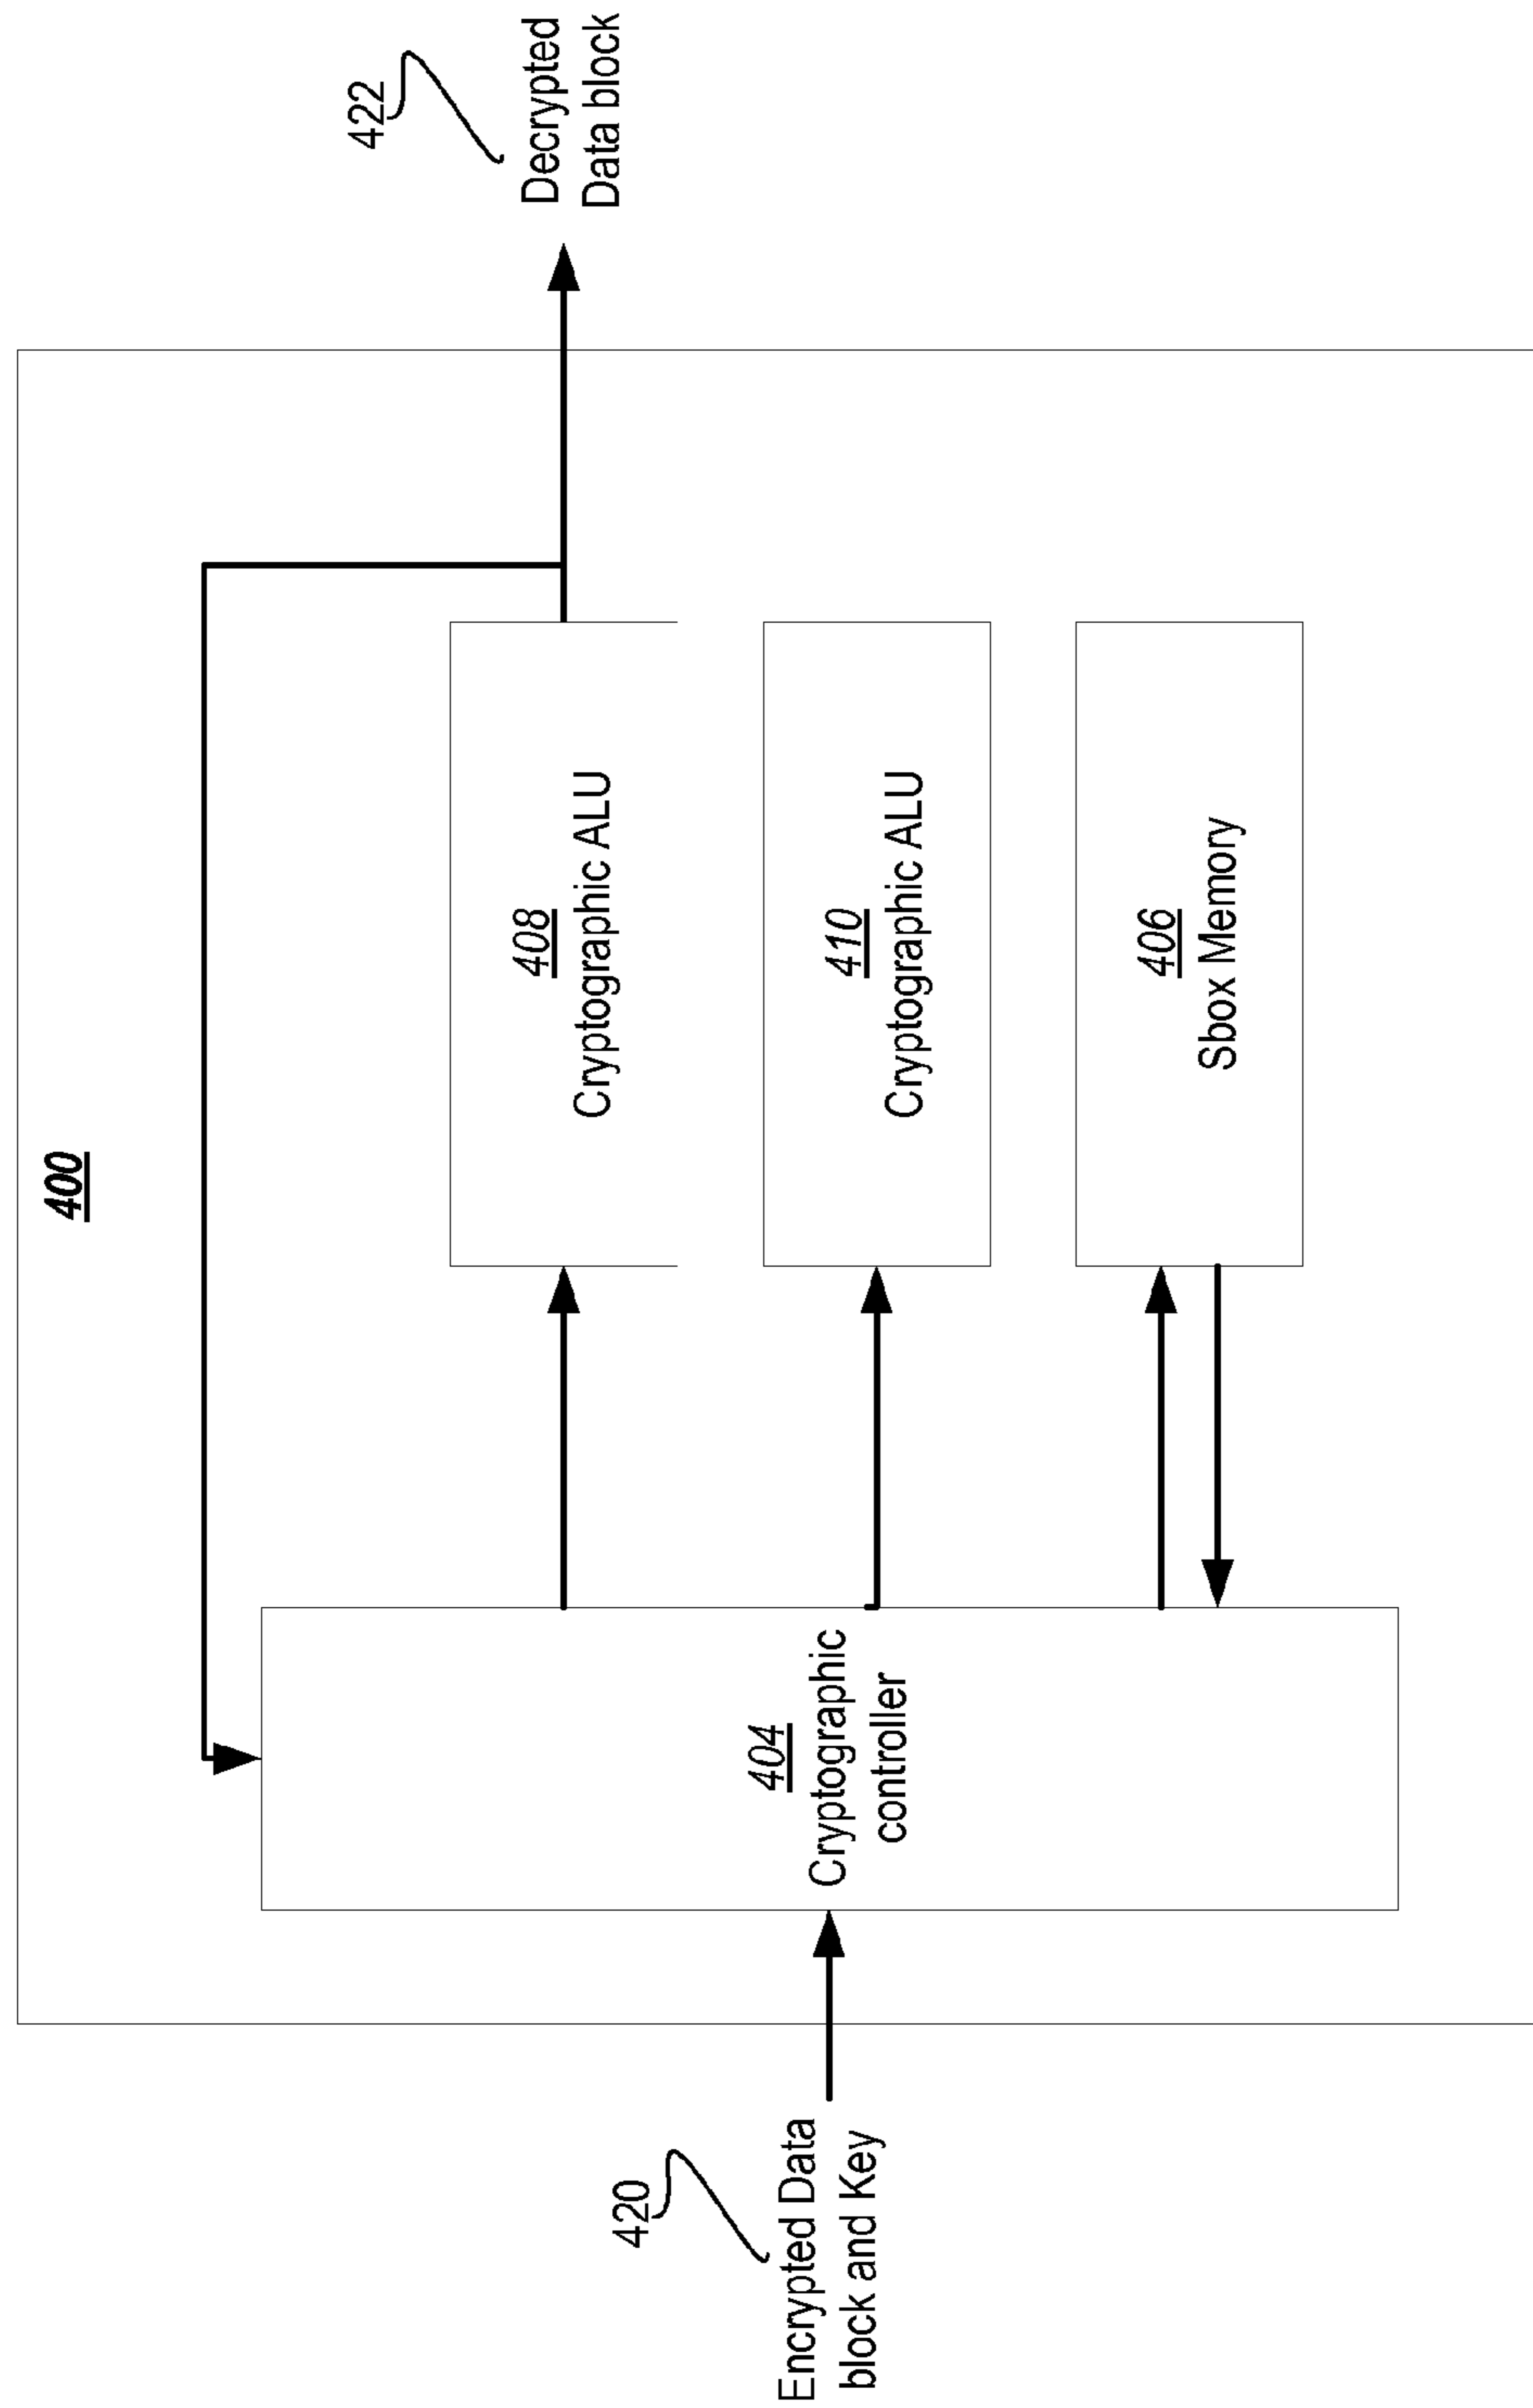 400
422
Decrypted
Data block
408
Cryptographic ALU
410
Cryptographic ALU
406
Sbox Memory
404
Cryptographic
controller
420
Encrypted Data
block and Key